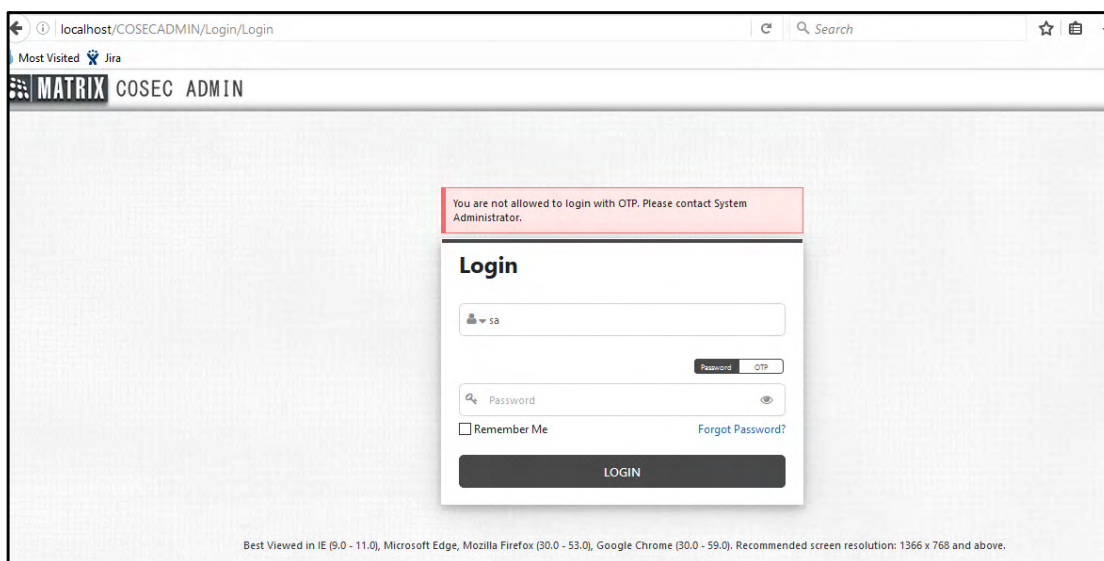 localhost/COSECADMIN/Login/Login
Search
Most Visited Jira
MATRIX COSEC ADMIN
You are not allowed to login with OTP. Please contact System
Administrator.
Login
sa
Password OTP
Password
Remember Me Forgot Password?
LOGIN
Best Viewed in IE (9.0 - 11.0), Microsoft Edge, Mozilla Firefox (30.0 - 53.0), Google Chrome (30.0 - 59.0). Recommended screen resolution: 1366 x 768 and above.